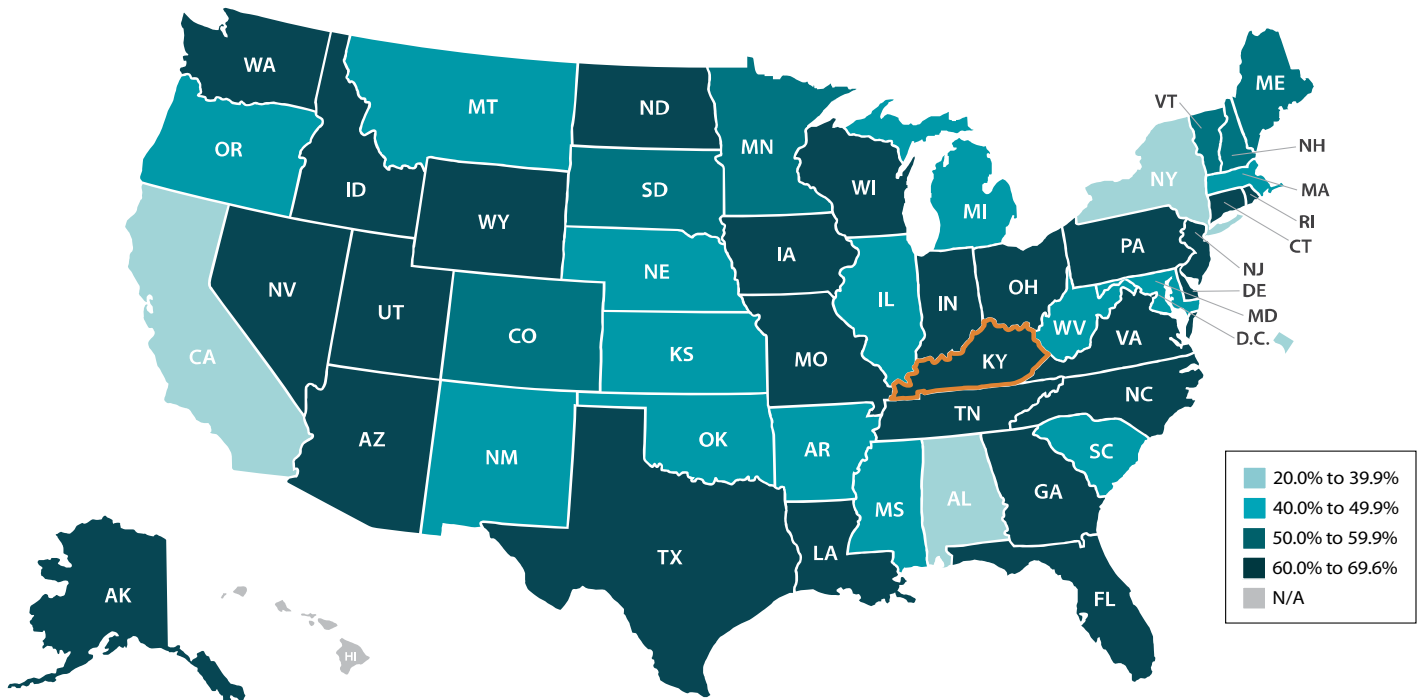 WA
OR
CA
NV
ID
MT
WY
UT
AZ
CO
NM
ND
SD
NE
KS
OK
TX
MN
IA
MO
AR
LA
WI
IL
MI
IN
OH
KY
TN
MS
AL
GA
FL
SC
NC
VA
WV
PA
NY
VT
ME
NH
MA
RI
CT
NJ
DE
MD
D.C.
AK
HI
20.0% to 39.9%
40.0% to 49.9%
50.0% to 59.9%
60.0% to 69.6%
N/A